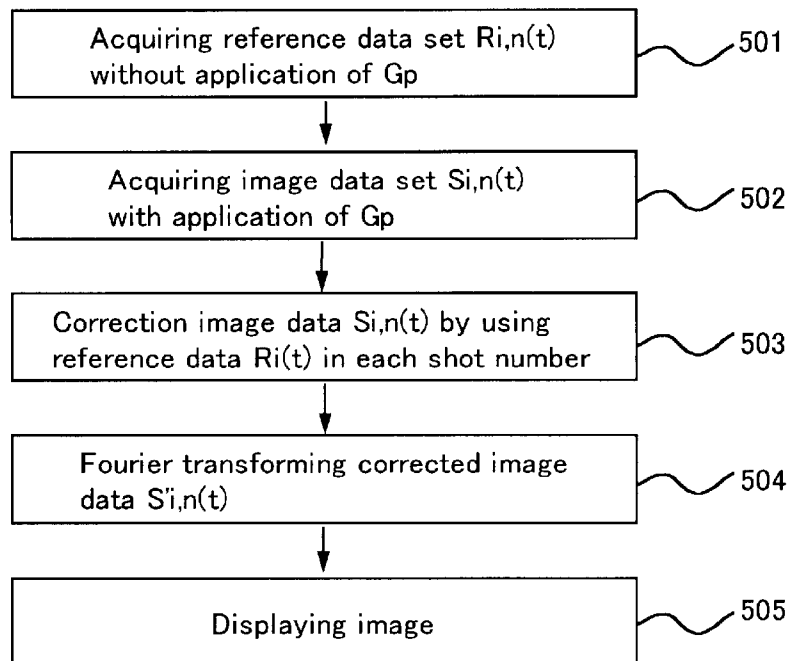 Acquiring reference data set Ri,n(t)
without application of Gp
501
Acquiring image data set Si,n(t)
with application of Gp
502
Correction image data Si,n(t) by using
reference data Ri(t) in each shot number
503
Fourier transforming corrected image
data S'i,n(t)
504
Displaying image
505